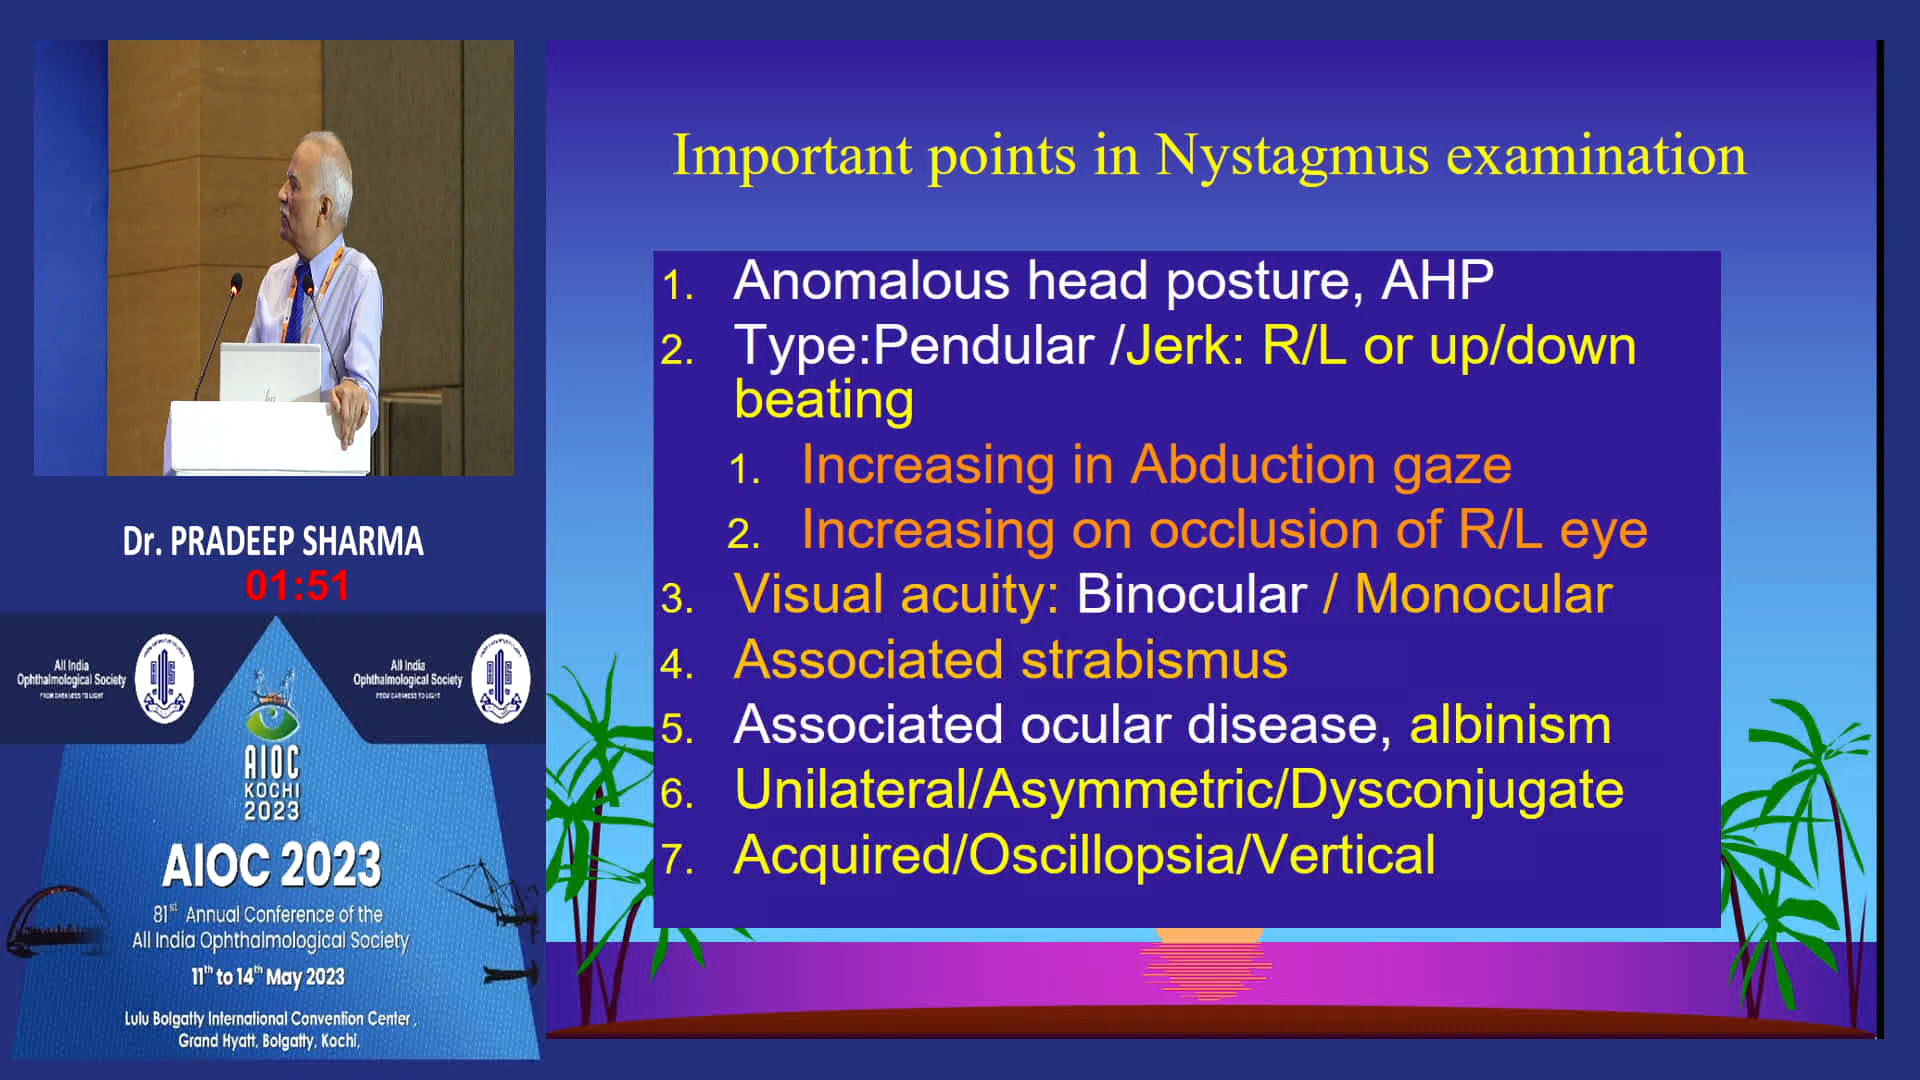 Dr. PRADEEP SHARMA
01:51
All India
Ophthalmological Society
FROM DARKNESS TO LIGHT
All India
Ophthalmological Society
FROM DARKNESS TO LIGHT
AIOC
KOCHI
2023
AIOC 2023
81st Annual Conference of the
All India Ophthalmological Society
11th to 14th May 2023
Lulu Bolgatty International Convention Center,
Grand Hyatt, Bolgatty, Kochi,
Important points in Nystagmus examination
1. Anomalous head posture, AHP
2. Type:Pendular /Jerk: R/L or up/down
beating
1. Increasing in Abduction gaze
2. Increasing on occlusion of R/L eye
3. Visual acuity: Binocular / Monocular
4. Associated strabismus
5. Associated ocular disease, albinism
6. Unilateral/Asymmetric/Dysconjugate
7. Acquired/Oscillopsia/Vertical